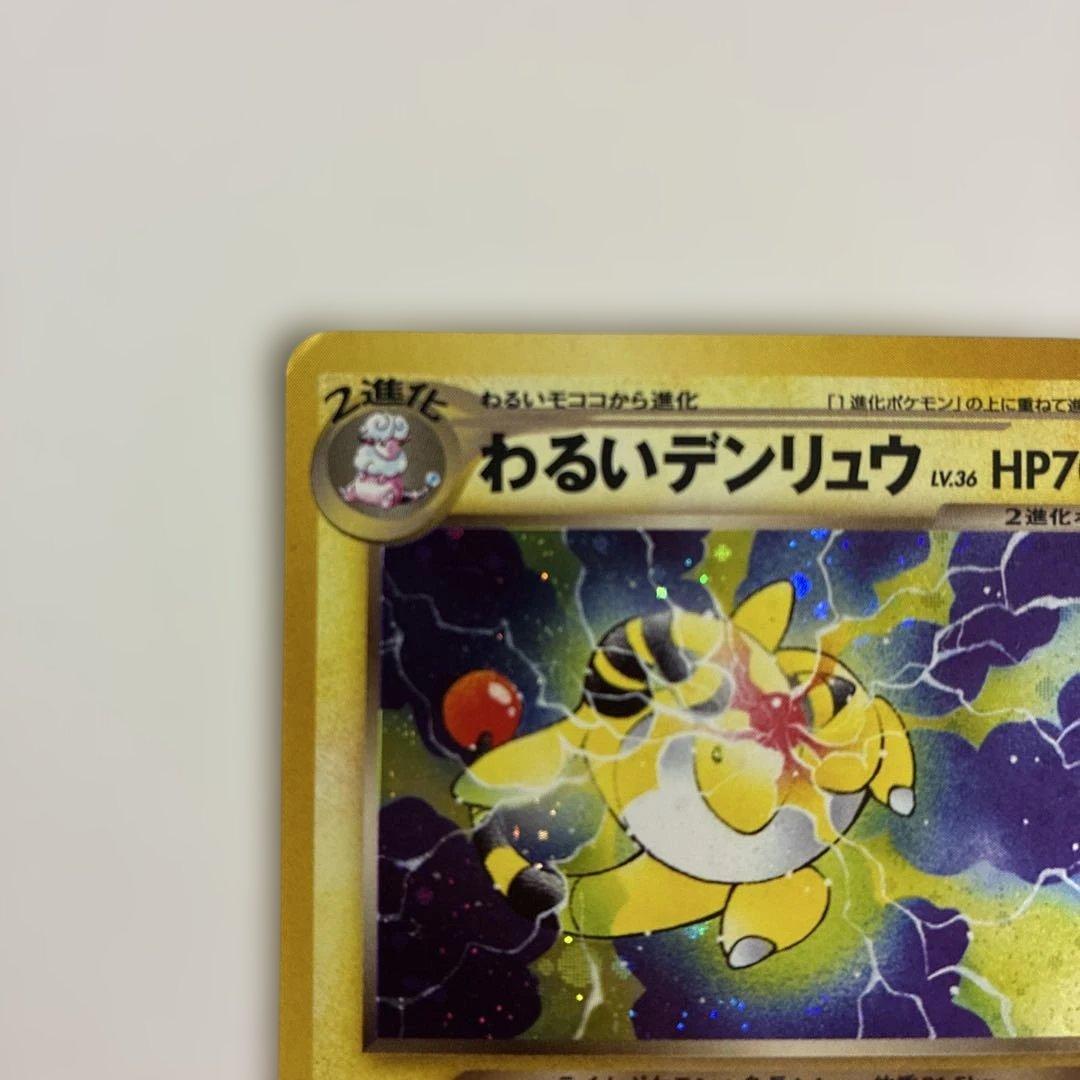 2進化
わるいモココから進化
「1進化ポケモン」の上に重ねて進
わるいデンリュウ LV.36 HP70
2進化